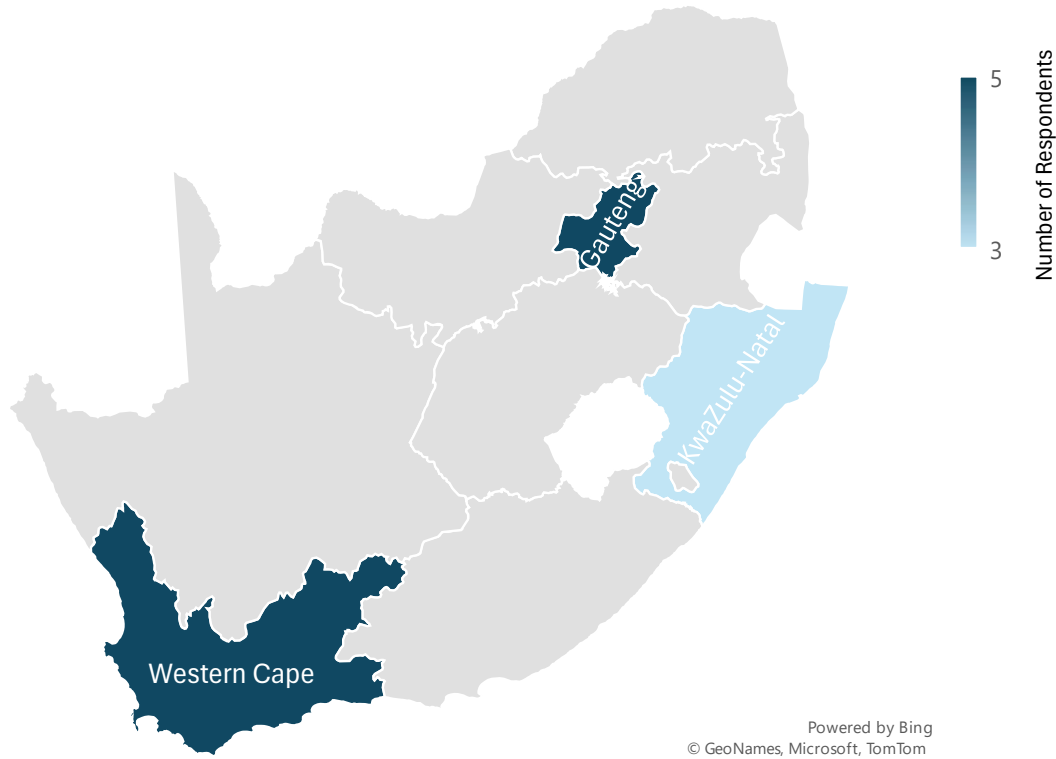 5
Number of Respondents
3
Gauteng
KwaZulu-Natal
Western Cape
Powered by Bing
© GeoNames, Microsoft, TomTom